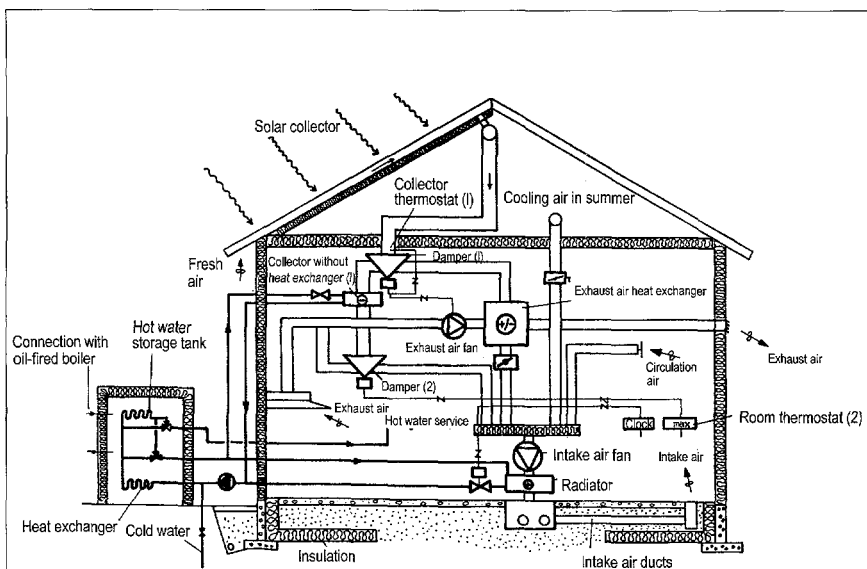 Solar collector
Collector
thermostat (I)
Cooling air in summer
Fresh
air
Collector without
heat exchanger (I)
Damper (I)
Exhaust air heat exchanger
+/-
Hot water
storage tank
Connection with
oil-fired boiler
Exhaust air fan
Exhaust air
Circulation
air
Damper (2)
Exhaust air
Hot water service
Clock
max
Room thermostat (2)
Intake air fan
Intake air
Radiator
Heat exchanger
Cold water
Insulation
Intake air ducts